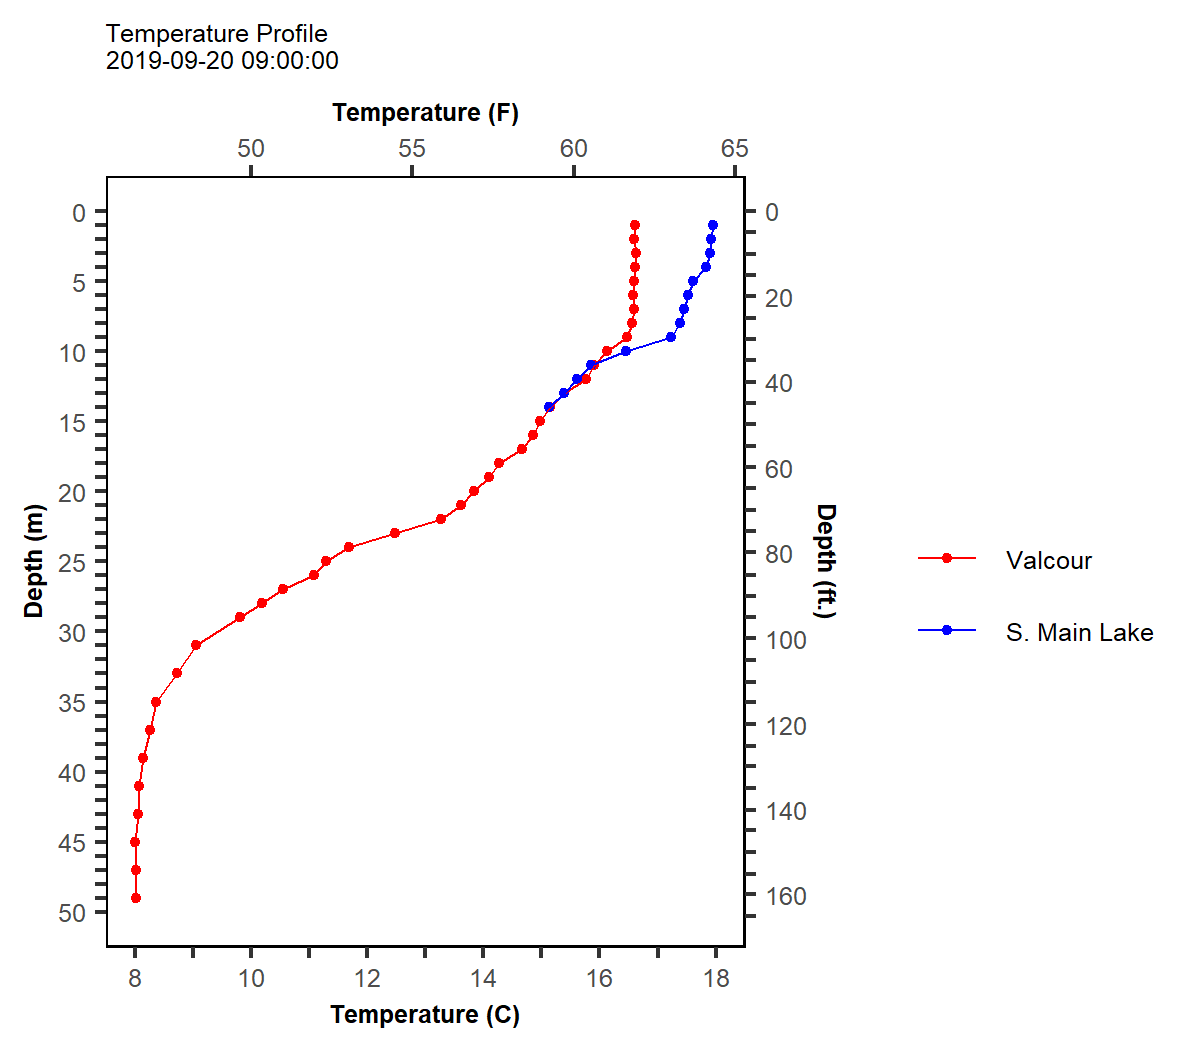 Temperature Profile
2019-09-20 09:00:00
Temperature (F)
50 55 60 65
0
5
10
15
20
25
30
35
40
45
50
Depth (m)
0
20
40
60
80
100
120
140
160
Depth (ft.)
Valcour
S. Main Lake
8 10 12 14 16 18
Temperature (C)